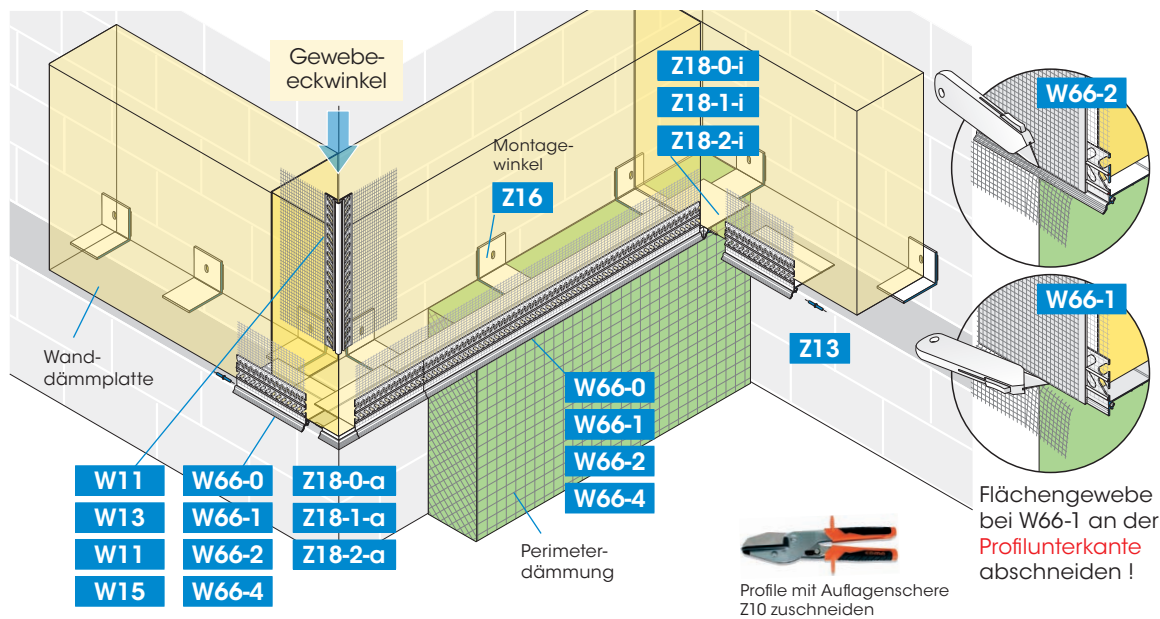 Gewebe-
eckwinkel
Z18-0-i
Z18-1-i
Z18-2-i
W66-2
Montage-
winkel
Z16
W66-1
Z13
Wand-
dämmplatte
W66-0
W66-1
W66-2
W66-4
W11
W13
W11
W15
W66-0
W66-1
W66-2
W66-4
Z18-0-a
Z18-1-a
Z18-2-a
Perimeter-
dämmung
Profile mit Auflagenschere
Z10 zuschneiden
Flächengewebe
bei W66-1 an der
Profilunterkante
abschneiden !